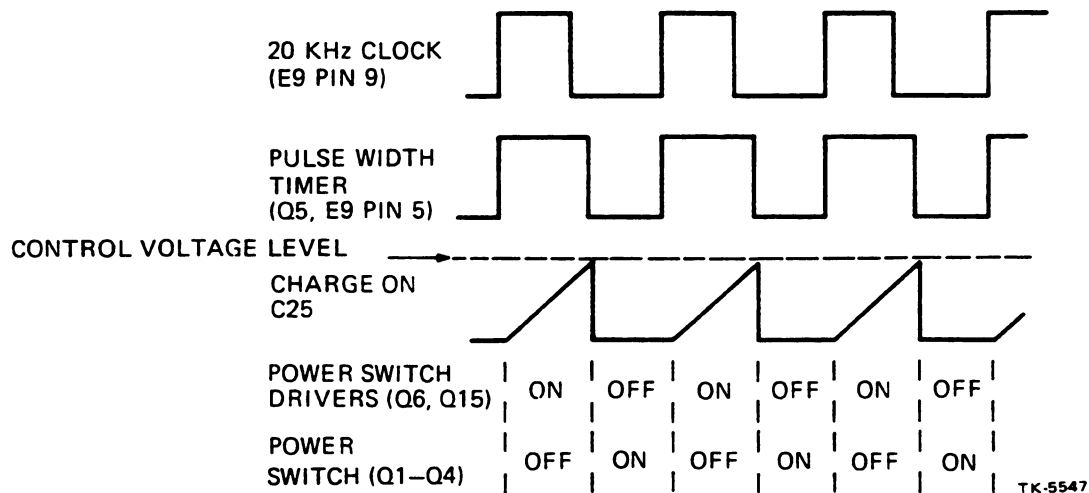 20 KHz CLOCK
(E9 PIN 9)
PULSE WIDTH
TIMER
(Q5, E9 PIN 5)
CONTROL VOLTAGE LEVEL
CHARGE ON
C25
POWER SWITCH
DRIVERS (Q6, Q15)
ON OFF ON OFF ON OFF
POWER
SWITCH (Q1–Q4)
OFF ON OFF ON OFF ON
TK-5547